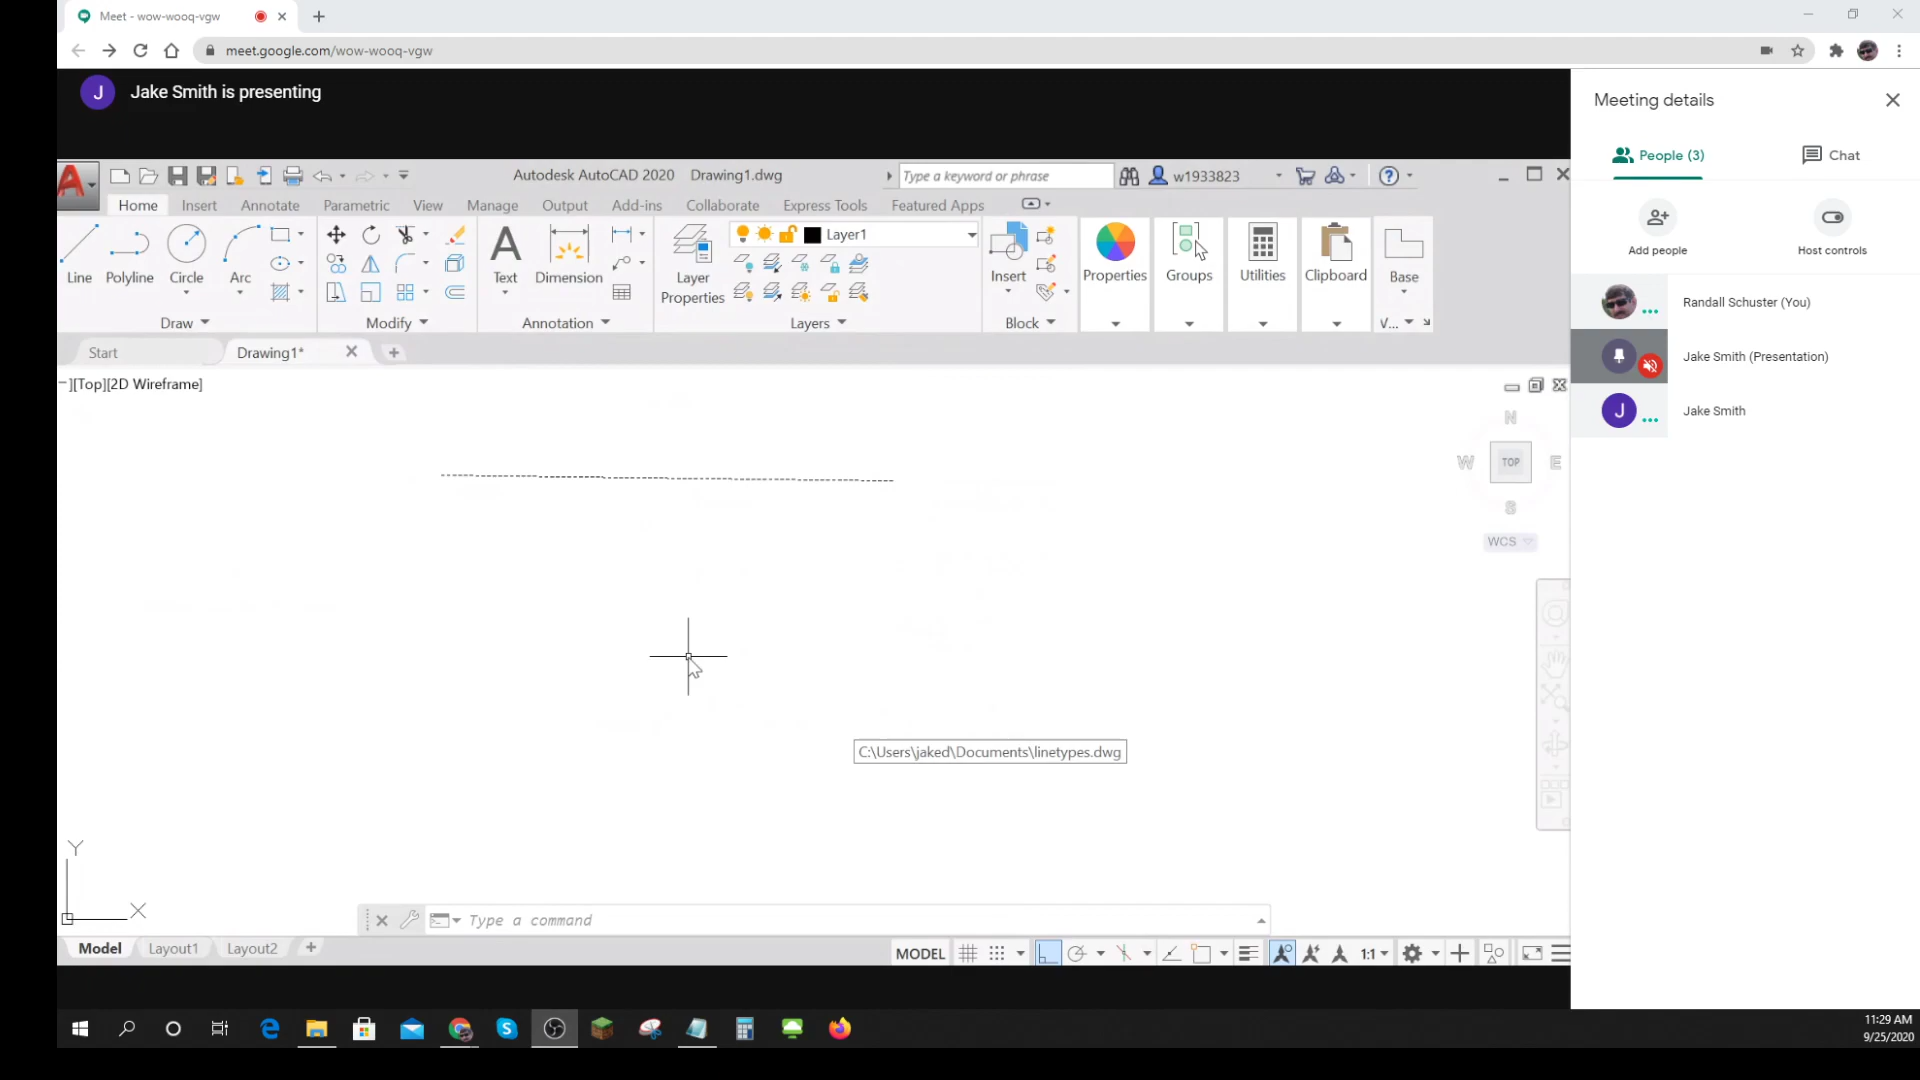 Meet - wow-wooq-vgw
meet.google.com/wow-wooq-vgw
J
Jake Smith is presenting
Meeting details
People (3)
Chat
Add people
Host controls
Randall Schuster (You)
Jake Smith (Presentation)
J
Jake Smith
A
Autodesk AutoCAD 2020
Drawing1.dwg
Type a keyword or phrase
w1933823
Home
Insert
Annotate
Parametric
View
Manage
Output
Add-ins
Collaborate
Express Tools
Featured Apps
Line
Polyline
Circle
Arc
Draw
Modify
A
Text
Dimension
Annotation
Layer
Properties
Layer1
Layers
Insert
Block
Properties
Groups
Utilities
Clipboard
Base
V...
Start
Drawing1*
][Top][2D Wireframe]
N
W
TOP
E
S
WCS
C:\Users\jaked\Documents\linetypes.dwg
Y
X
Type a command
Model
Layout1
Layout2
MODEL
1:1
11:29 AM
9/25/2020